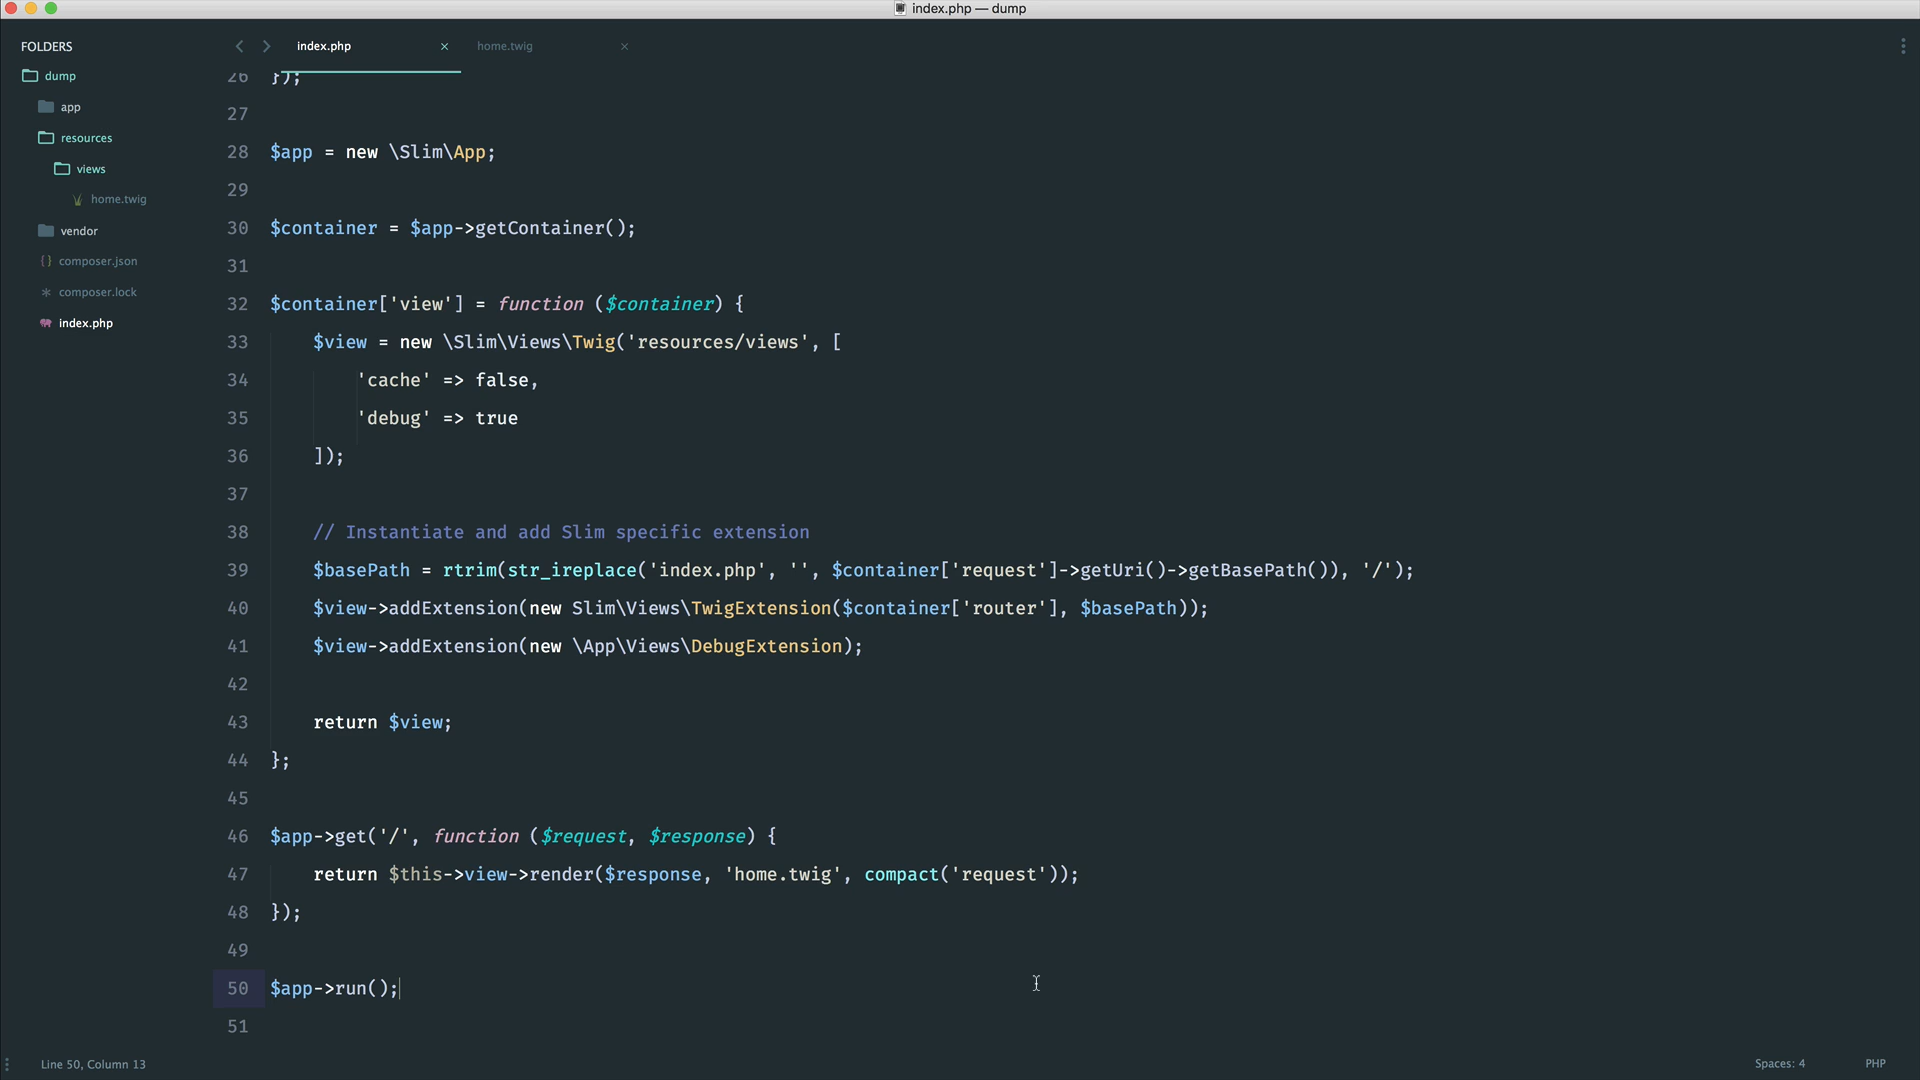 index.php — dump
FOLDERS
dump
app
resources
views
home.twig
vendor
composer.json
composer.lock
index.php
index.php
home.twig
26 });
27
28 $app = new \Slim\App;
29
30 $container = $app->getContainer();
31
32 $container['view'] = function ($container) {
33     $view = new \Slim\Views\Twig('resources/views', [
34         'cache' => false,
35         'debug' => true
36     ]);
37
38     // Instantiate and add Slim specific extension
39     $basePath = rtrim(str_ireplace('index.php', '', $container['request']->getUri()->getBasePath()), '/');
40     $view->addExtension(new Slim\Views\TwigExtension($container['router'], $basePath));
41     $view->addExtension(new \App\Views\DebugExtension);
42
43     return $view;
44 };
45
46 $app->get('/', function ($request, $response) {
47     return $this->view->render($response, 'home.twig', compact('request'));
48 });
49
50 $app->run();
51
Line 50, Column 13
Spaces: 4
PHP